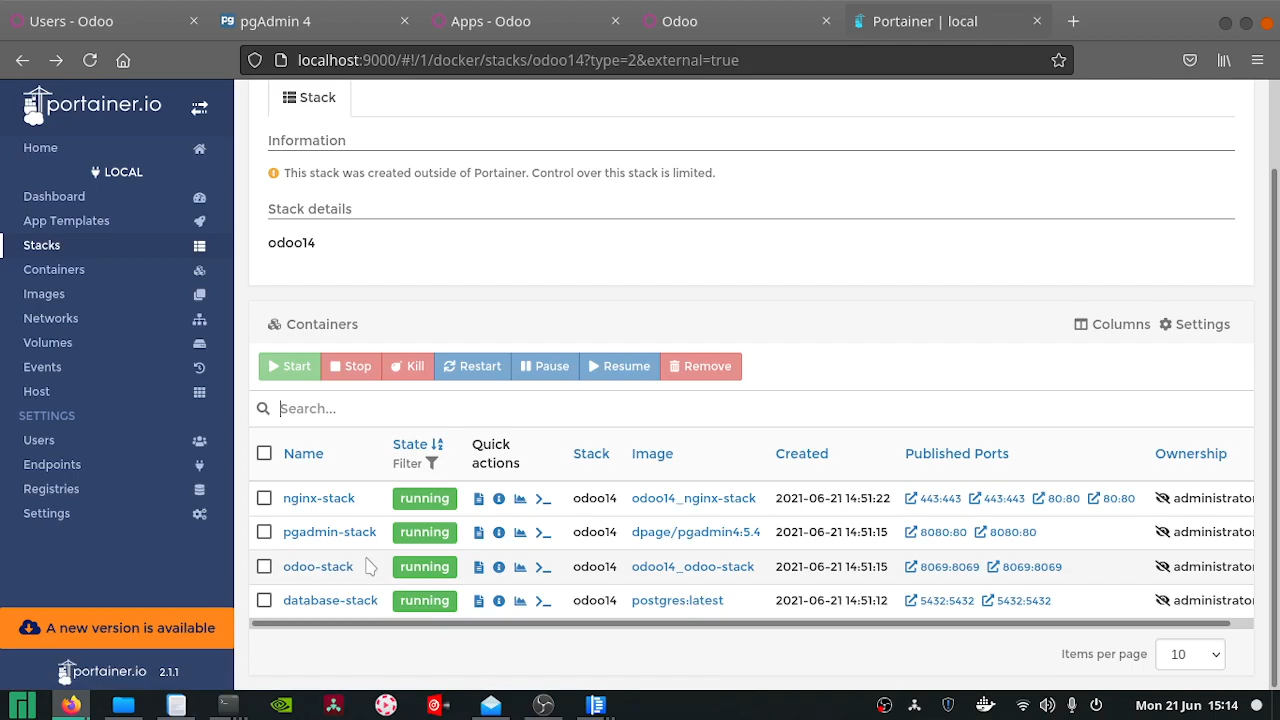 Users - Odoo
pgAdmin 4
Apps - Odoo
Odoo
Portainer | local
localhost:9000/#!/1/docker/stacks/odoo14?type=2&external=true
portainer.io
Home
LOCAL
Dashboard
App Templates
Stacks
Containers
Images
Networks
Volumes
Events
Host
SETTINGS
Users
Endpoints
Registries
Settings
A new version is available
portainer.io 2.1.1
Stack
Information
This stack was created outside of Portainer. Control over this stack is limited.
Stack details
odoo14
Containers
Columns Settings
Start Stop Kill Restart Pause Resume Remove
Search...
Name State Filter Quick actions Stack Image Created Published Ports Ownership
nginx-stack running odoo14 odoo14_nginx-stack 2021-06-21 14:51:22 443:443 443:443 80:80 80:80 administrator
pgadmin-stack running odoo14 dpage/pgadmin4:5.4 2021-06-21 14:51:15 8080:80 8080:80 administrator
odoo-stack running odoo14 odoo14_odoo-stack 2021-06-21 14:51:15 8069:8069 8069:8069 administrator
database-stack running odoo14 postgres:latest 2021-06-21 14:51:12 5432:5432 5432:5432 administrator
Items per page 10
Mon 21 Jun 15:14